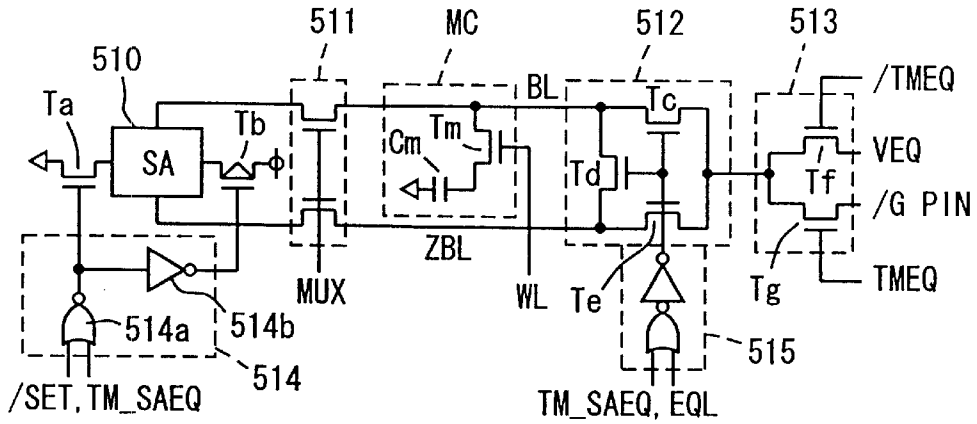 511
MC
512
513
510
/TMEQ
Ta
BL
Tc
Tb
Tm
Cm
SA
VEQ
Td
Tf
/G PIN
ZBL
MUX
WL
Te
Tg
TMEQ
514a
514b
515
514
/SET, TM_SAEQ
TM_SAEQ, EQL